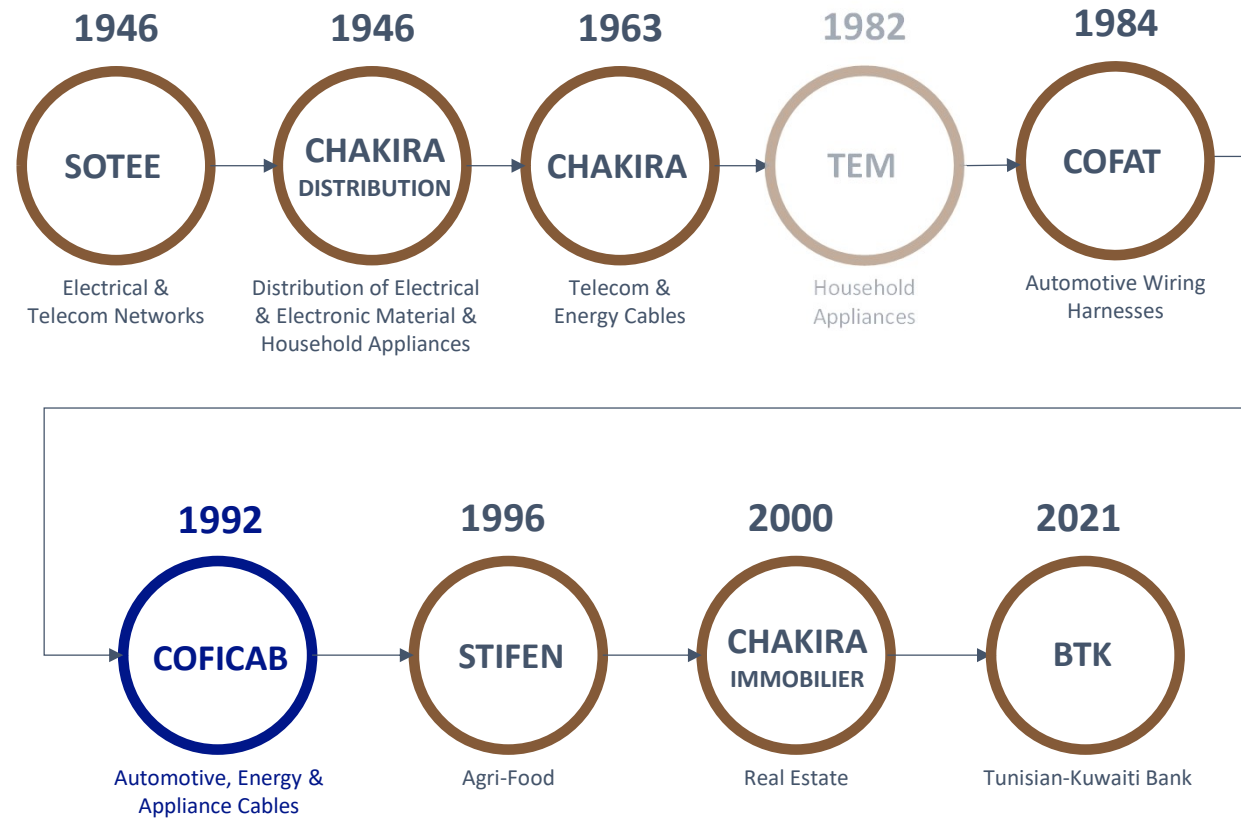 1946
SOTEE
Electrical &
Telecom Networks
1946
CHAKIRA
DISTRIBUTION
Distribution of Electrical
& Electronic Material &
Household Appliances
1963
CHAKIRA
Telecom &
Energy Cables
1982
TEM
Household
Appliances
1984
COFAT
Automotive Wiring
Harnesses
1992
COFICAB
Automotive, Energy &
Appliance Cables
1996
STIFEN
Agri-Food
2000
CHAKIRA
IMMOBILIER
Real Estate
2021
BTK
Tunisian-Kuwaiti Bank